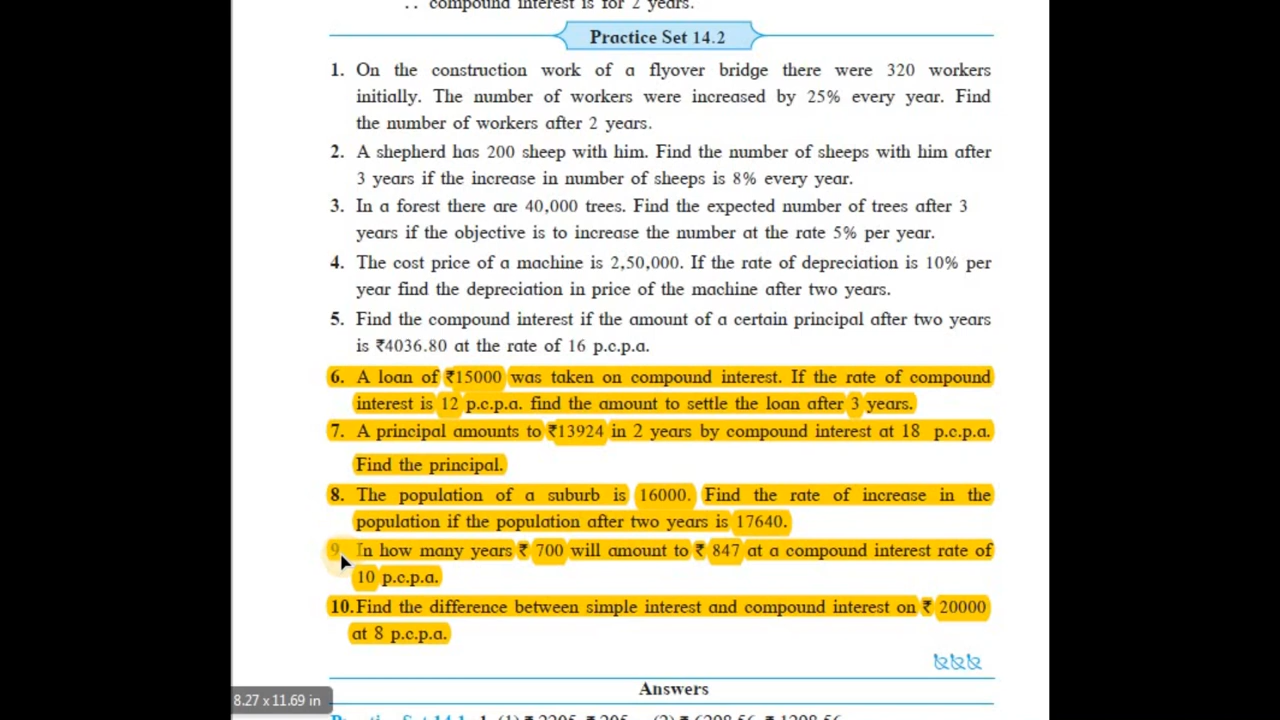 ∴ compound interest is for 2 years.
Practice Set 14.2
1. On the construction work of a flyover bridge there were 320 workers
initially. The number of workers were increased by 25% every year. Find
the number of workers after 2 years.
2. A shepherd has 200 sheep with him. Find the number of sheeps with him after
3 years if the increase in number of sheeps is 8% every year.
3. In a forest there are 40,000 trees. Find the expected number of trees after 3
years if the objective is to increase the number at the rate 5% per year.
4. The cost price of a machine is 2,50,000. If the rate of depreciation is 10% per
year find the depreciation in price of the machine after two years.
5. Find the compound interest if the amount of a certain principal after two years
is ₹4036.80 at the rate of 16 p.c.p.a.
6. A loan of ₹15000 was taken on compound interest. If the rate of compound
interest is 12 p.c.p.a. find the amount to settle the loan after 3 years.
7. A principal amounts to ₹13924 in 2 years by compound interest at 18 p.c.p.a.
Find the principal.
8. The population of a suburb is 16000. Find the rate of increase in the
population if the population after two years is 17640.
9. In how many years ₹ 700 will amount to ₹ 847 at a compound interest rate of
10 p.c.p.a.
10. Find the difference between simple interest and compound interest on ₹ 20000
at 8 p.c.p.a.
Answers
8.27 x 11.69 in
Practice Set 14.1 1. (1) ₹ 2205, ₹ 205 (2) ₹ 6298.56, ₹ 1298.56